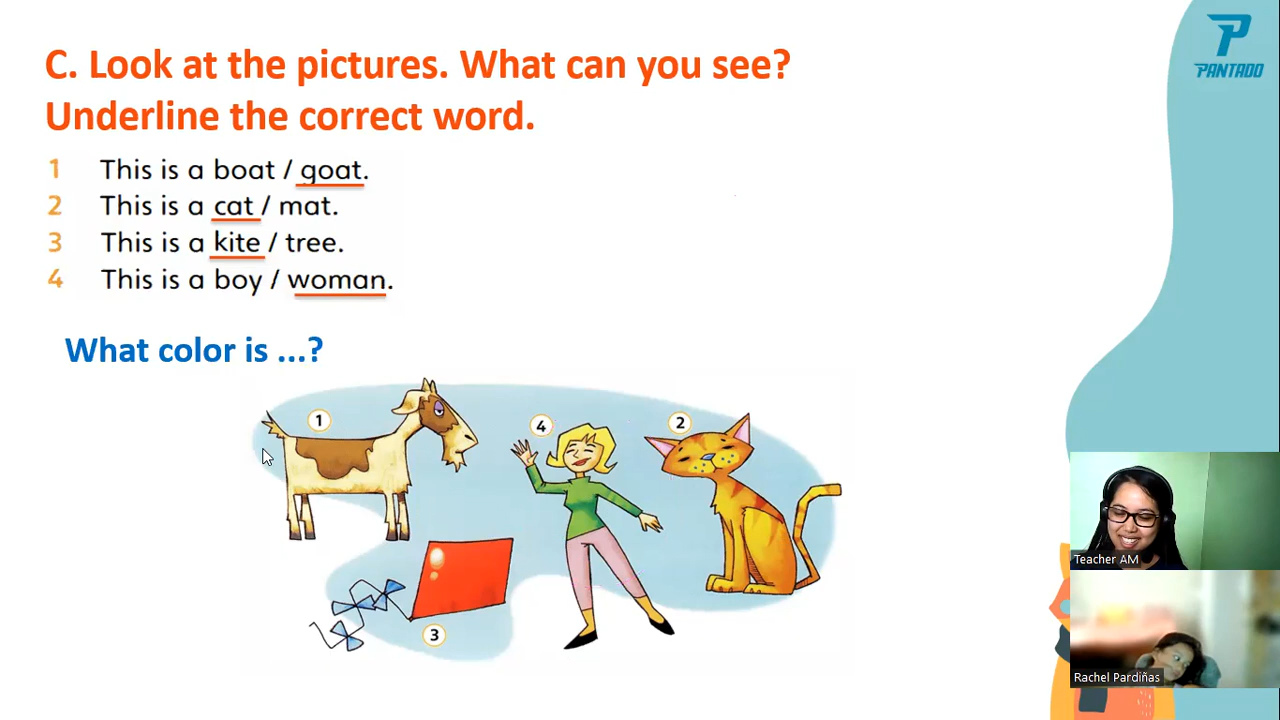 C. Look at the pictures. What can you see?
Underline the correct word.
1 This is a boat / goat.
2 This is a cat / mat.
3 This is a kite / tree.
4 This is a boy / woman.
What color is ...?
1
4
2
3
P
PANTADO
Teacher AM
Rachel Pardiñas